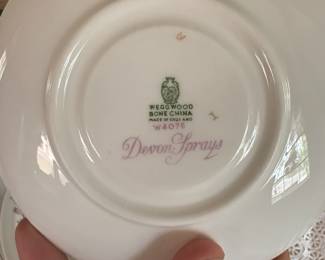 WEDGWOOD
BONE CHINA
MADE IN ENGLAND
W4076
Devon Sprays